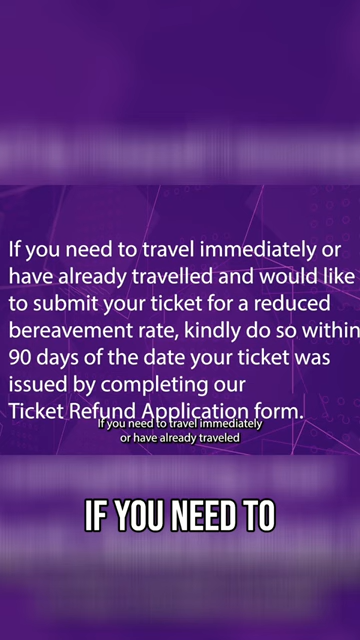 If you need to travel immediately or
have already travelled and would like
to submit your ticket for a reduced
bereavement rate, kindly do so within
90 days of the date your ticket was
issued by completing our
Ticket Refund Application form.
If you need to travel immediately
or have already traveled
IF YOU NEED TO